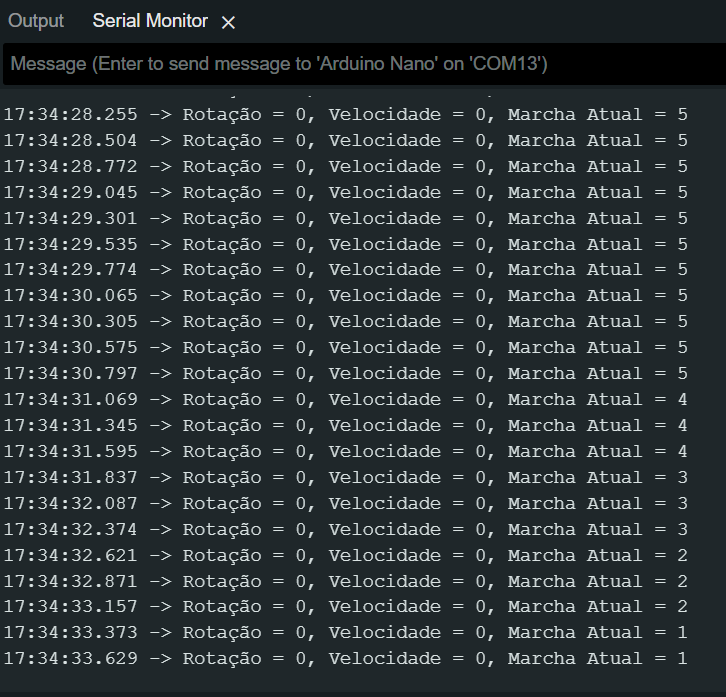 Output Serial Monitor X
Message (Enter to send message to 'Arduino Nano' on 'COM13')
17:34:28.255 -> Rotação = 0, Velocidade = 0, Marcha Atual = 5
17:34:28.504 -> Rotação = 0, Velocidade = 0, Marcha Atual = 5
17:34:28.772 -> Rotação = 0, Velocidade = 0, Marcha Atual = 5
17:34:29.045 -> Rotação = 0, Velocidade = 0, Marcha Atual = 5
17:34:29.301 -> Rotação = 0, Velocidade = 0, Marcha Atual = 5
17:34:29.535 -> Rotação = 0, Velocidade = 0, Marcha Atual = 5
17:34:29.774 -> Rotação = 0, Velocidade = 0, Marcha Atual = 5
17:34:30.065 -> Rotação = 0, Velocidade = 0, Marcha Atual = 5
17:34:30.305 -> Rotação = 0, Velocidade = 0, Marcha Atual = 5
17:34:30.575 -> Rotação = 0, Velocidade = 0, Marcha Atual = 5
17:34:30.797 -> Rotação = 0, Velocidade = 0, Marcha Atual = 5
17:34:31.069 -> Rotação = 0, Velocidade = 0, Marcha Atual = 4
17:34:31.345 -> Rotação = 0, Velocidade = 0, Marcha Atual = 4
17:34:31.595 -> Rotação = 0, Velocidade = 0, Marcha Atual = 4
17:34:31.837 -> Rotação = 0, Velocidade = 0, Marcha Atual = 3
17:34:32.087 -> Rotação = 0, Velocidade = 0, Marcha Atual = 3
17:34:32.374 -> Rotação = 0, Velocidade = 0, Marcha Atual = 3
17:34:32.621 -> Rotação = 0, Velocidade = 0, Marcha Atual = 2
17:34:32.871 -> Rotação = 0, Velocidade = 0, Marcha Atual = 2
17:34:33.157 -> Rotação = 0, Velocidade = 0, Marcha Atual = 2
17:34:33.373 -> Rotação = 0, Velocidade = 0, Marcha Atual = 1
17:34:33.629 -> Rotação = 0, Velocidade = 0, Marcha Atual = 1